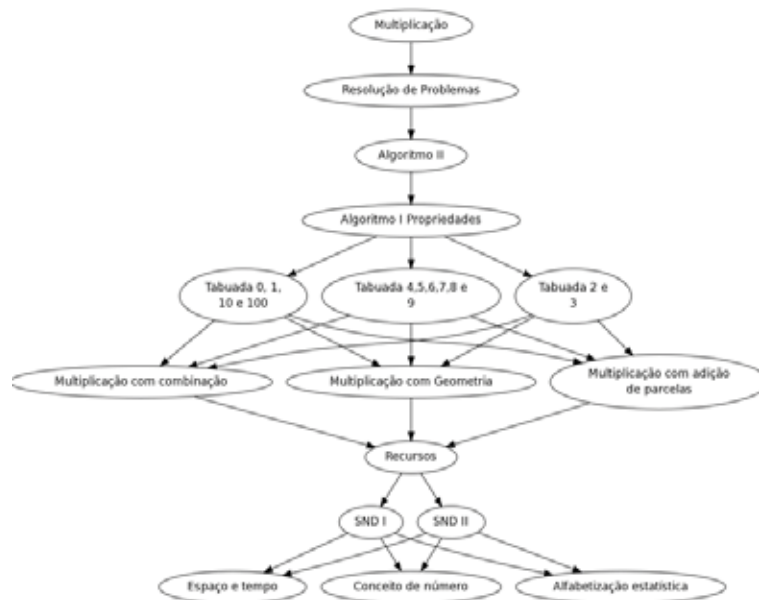 Multiplicação
Resolução de Problemas
Algoritmo II
Algoritmo I Propriedades
Tabuada 0, 1,
10 e 100
Tabuada 4,5,6,7,8 e
9
Tabuada 2 e
3
Multiplicação com combinação
Multiplicação com Geometria
Multiplicação com adição
de parcelas
Recursos
SND I
SND II
Espaço e tempo
Conceito de número
Alfabetização estatística